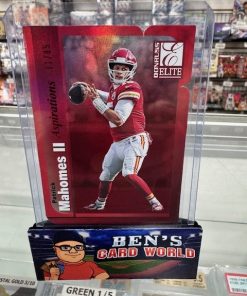 DONRUSS
ELITE
Aspirations
Patrick
Mahomes II
BEN'S
CARD WORLD
GREEN 1/5